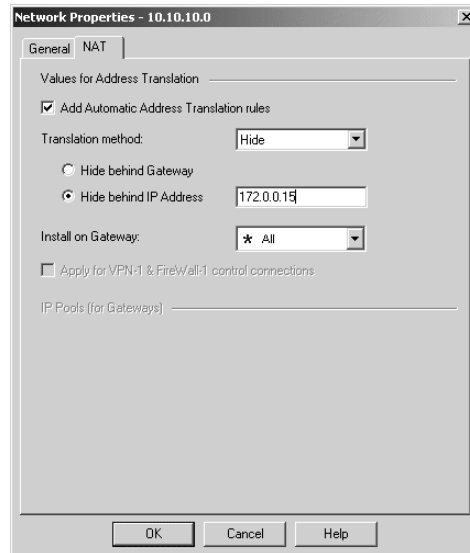 Network Properties - 10.10.10.0
General NAT
Values for Address Translation
Add Automatic Address Translation rules
Translation method: Hide
Hide behind Gateway
Hide behind IP Address 172.0.0.15
Install on Gateway: * All
Apply for VPN-1 & FireWall-1 control connections
IP Pools (for Gateways)
OK Cancel Help